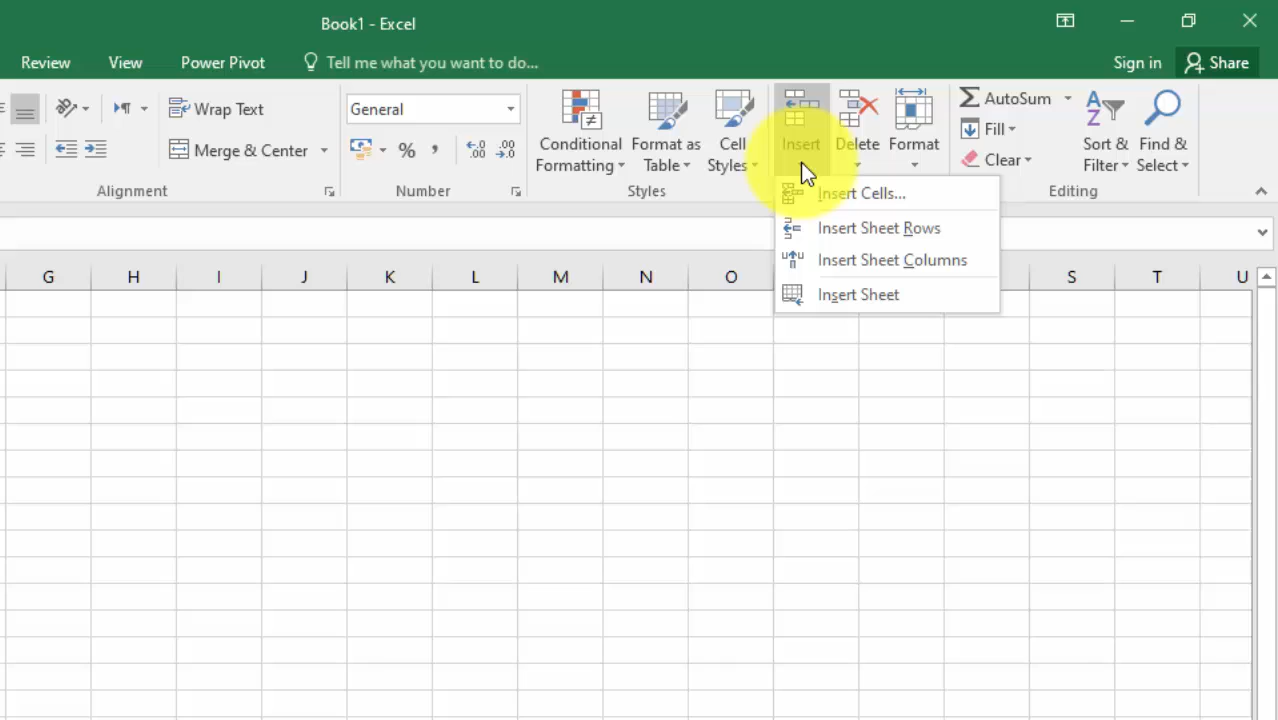 Book1 - Excel
Review View Power Pivot Tell me what you want to do... Sign in Share
Wrap Text
Merge & Center
Alignment
General
%
,
.00
.00
Number
Conditional Formatting
Format as Table
Cell Styles
Styles
Insert
Delete
Format
AutoSum
Fill
Clear
Sort & Filter
Find & Select
Editing
Insert Cells...
Insert Sheet Rows
Insert Sheet Columns
Insert Sheet
G H I J K L M N O S T U